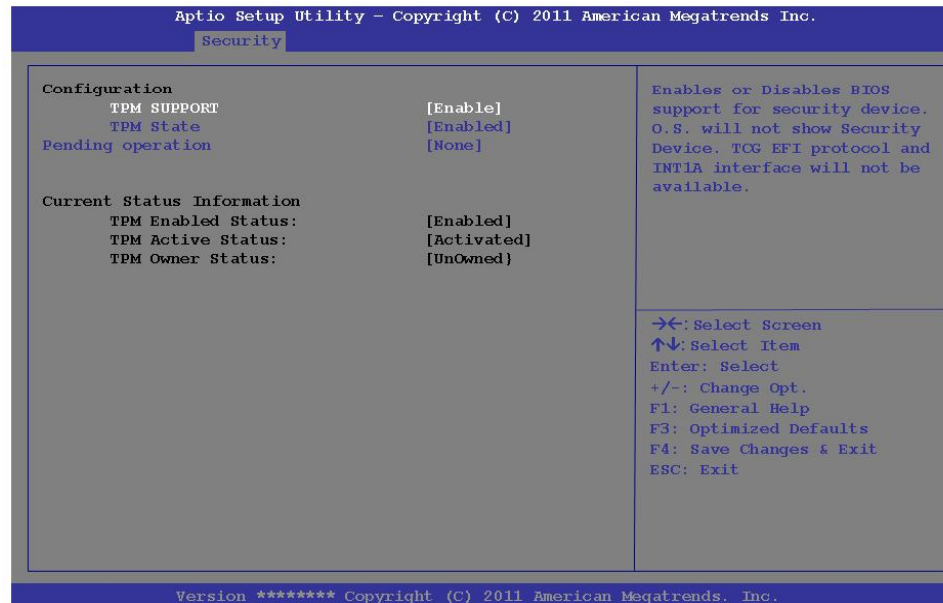 Aptio Setup Utility – Copyright (C) 2011 American Megatrends Inc.
Security
Configuration
TPM SUPPORT [Enable]
TPM State [Enabled]
Pending operation [None]
Current Status Information
TPM Enabled Status: [Enabled]
TPM Active Status: [Activated]
TPM Owner Status: [UnOwned}
Enables or Disables BIOS
support for security device.
O.S. will not show Security
Device. TCG EFI protocol and
INT1A interface will not be
available.
→←: Select Screen
↑↓: Select Item
Enter: Select
+/-: Change Opt.
F1: General Help
F3: Optimized Defaults
F4: Save Changes & Exit
ESC: Exit
Version ******** Copyright (C) 2011 American Megatrends. Inc.